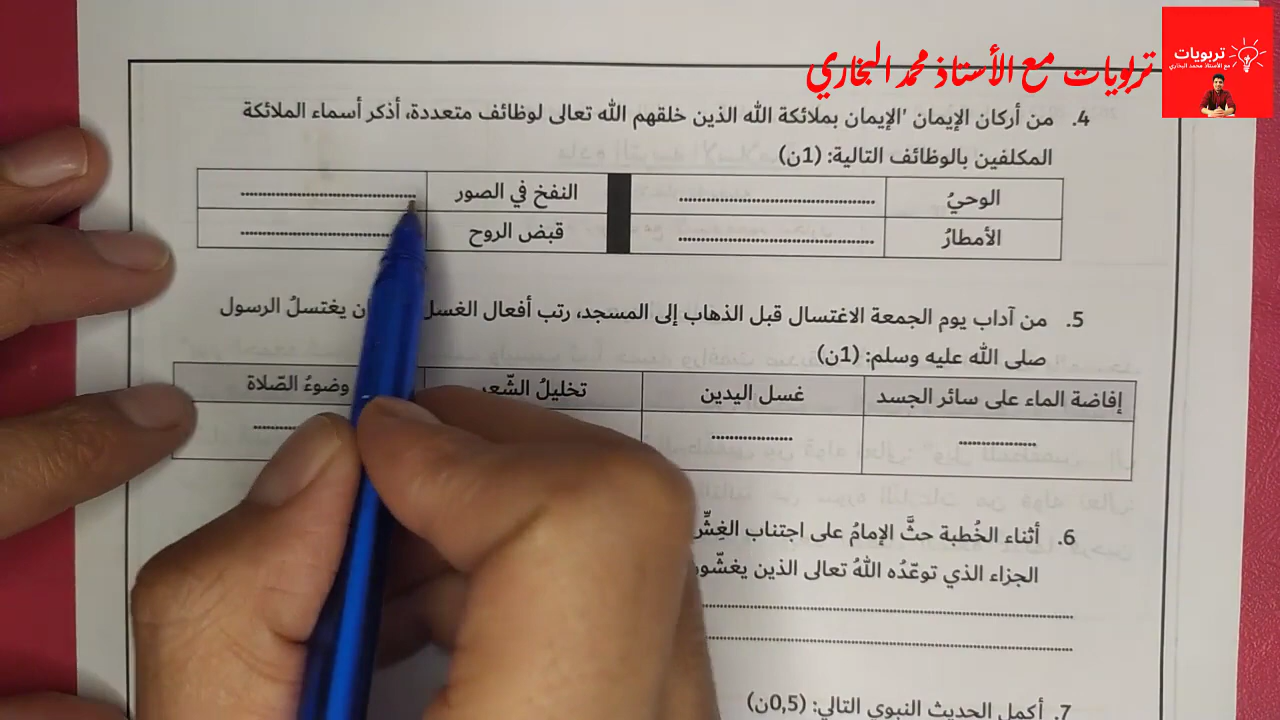 تربويات مع الأستاذ محمد البخاري
تربويات
مع الأستاذ محمد البخاري
4. من أركان الإيمان 'الإيمان بملائكة الله الذين خلقهم الله تعالى لوظائف متعددة، أذكر أسماء الملائكة
المكلفين بالوظائف التالية: (1ن)
الوحيُ ........ النفخ في الصور ........
الأمطارُ ........ قبض الروح ........
5. من آداب يوم الجمعة الاغتسال قبل الذهاب إلى المسجد، رتب أفعال الغسل يغتسلُ الرسول
صلى الله عليه وسلم: (1ن)
إفاضة الماء على سائر الجسد غسل اليدين تخليلُ الشّعر وضوءُ الصّلاة
6. أثناء الخُطبة حثَّ الإمامُ على اجتناب الغِشِّ
الجزاء الذي توعّدُه اللهُ تعالى الذين يغشّون
7. أكمل الحديث النبوي التالي: (0,5ن)